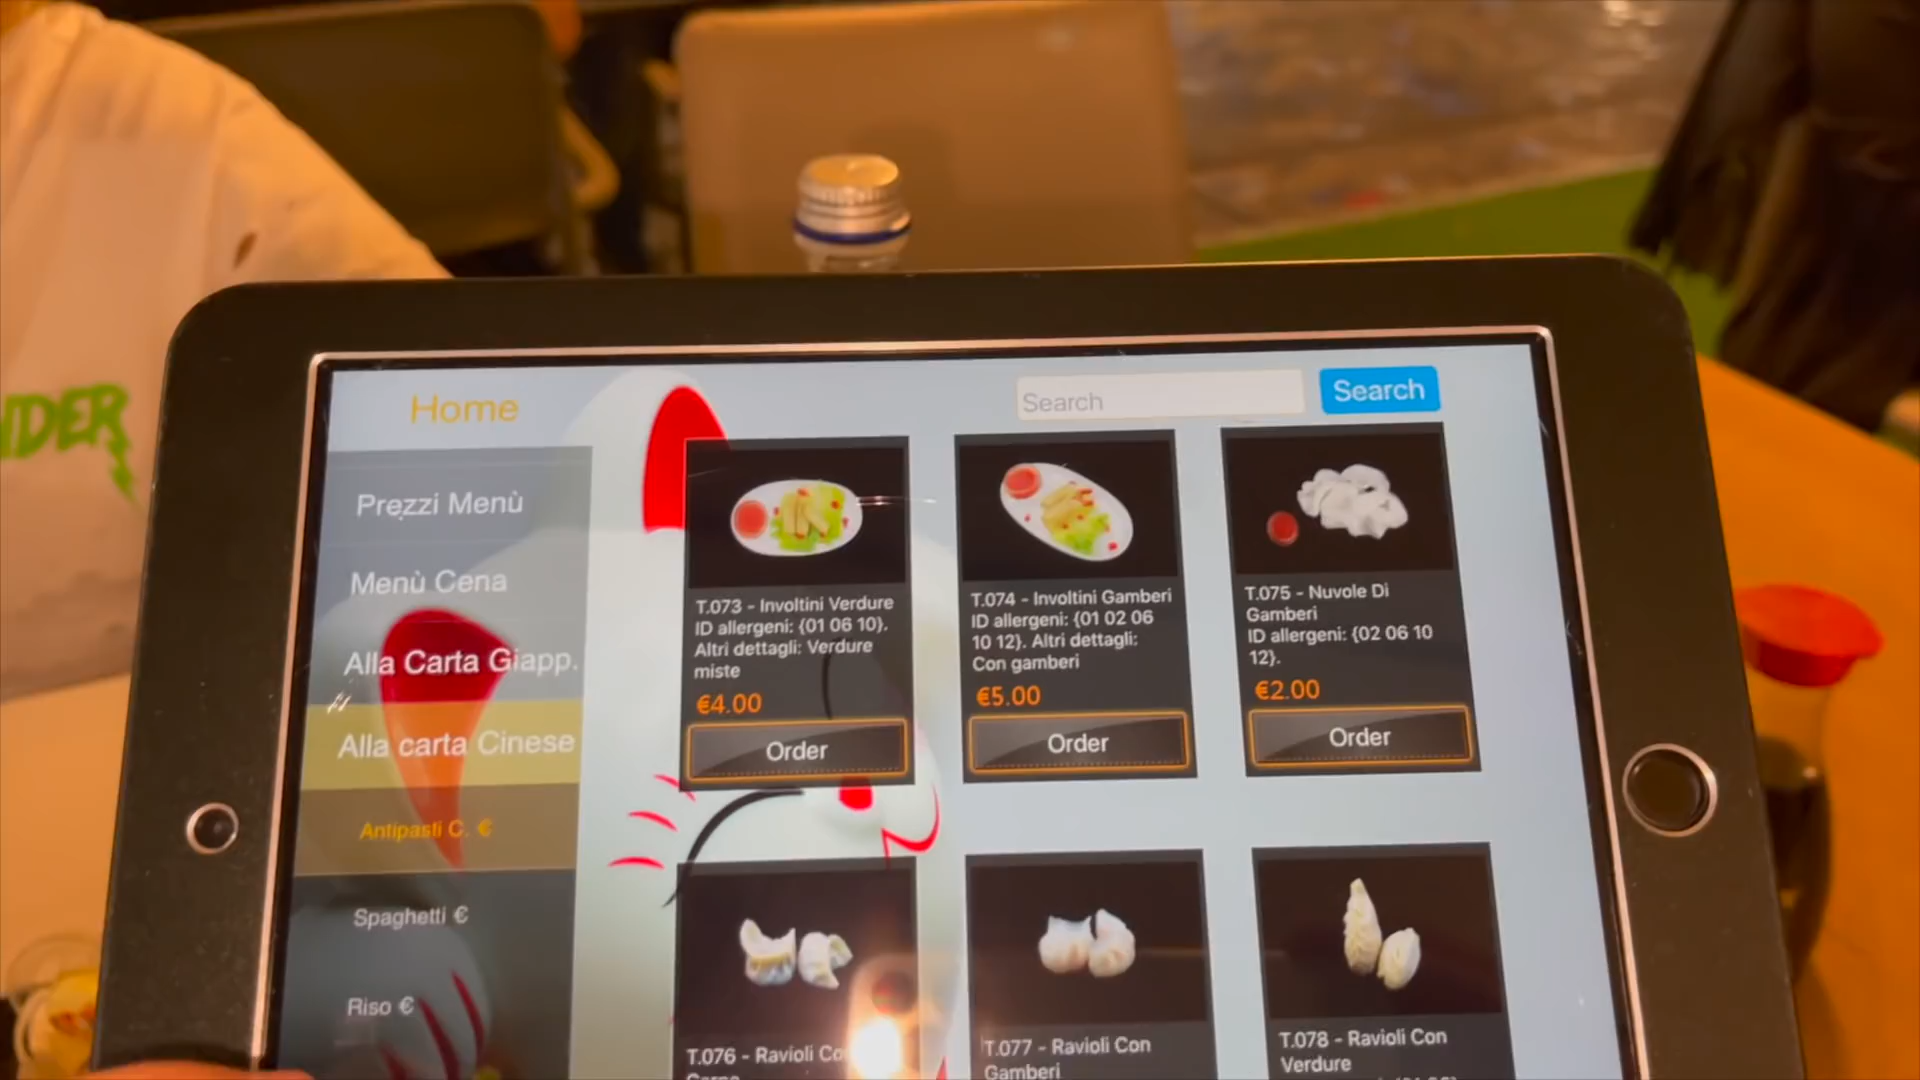 NDER
Home
Search
Search
Prezzi Menù
Menù Cena
Alla Carta Giapp.
Alla carta Cinese
Antipasti C. €
Spaghetti €
Riso €
T.073 - Involtini Verdure
ID allergeni: {01 06 10}.
Altri dettagli: Verdure
miste
€4.00
Order
T.074 - Involtini Gamberi
ID allergeni: {01 02 06
10 12}. Altri dettagli:
Con gamberi
€5.00
Order
T.075 - Nuvole Di
Gamberi
ID allergeni: {02 06 10
12}.
€2.00
Order
T.076 - Ravioli Co
T.077 - Ravioli Con
Gamberi
T.078 - Ravioli Con
Verdure